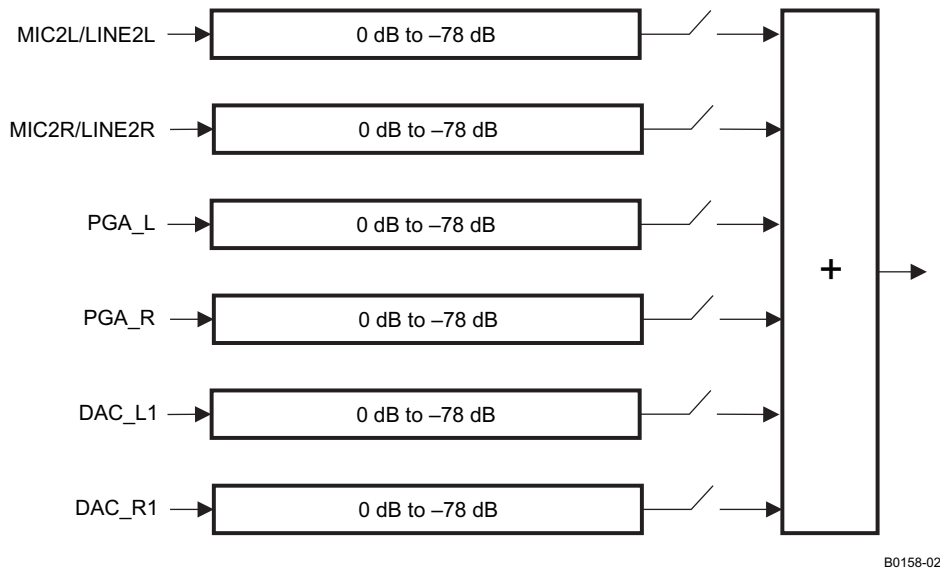 MIC2L/LINE2L 0 dB to –78 dB
MIC2R/LINE2R 0 dB to –78 dB
PGA_L 0 dB to –78 dB
PGA_R 0 dB to –78 dB
DAC_L1 0 dB to –78 dB
DAC_R1 0 dB to –78 dB
+
B0158-02